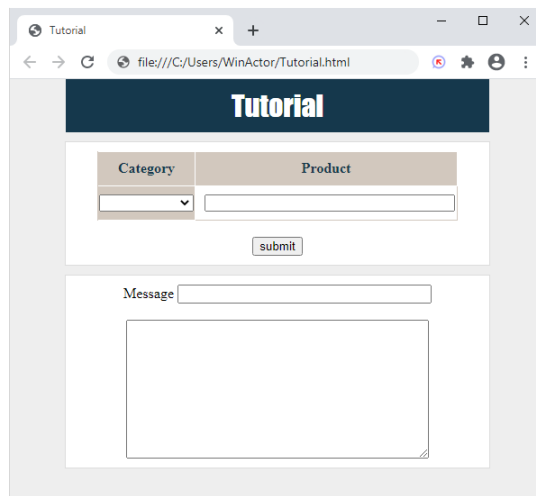 Tutorial
file:///C:/Users/WinActor/Tutorial.html
Tutorial
Category Product
submit
Message